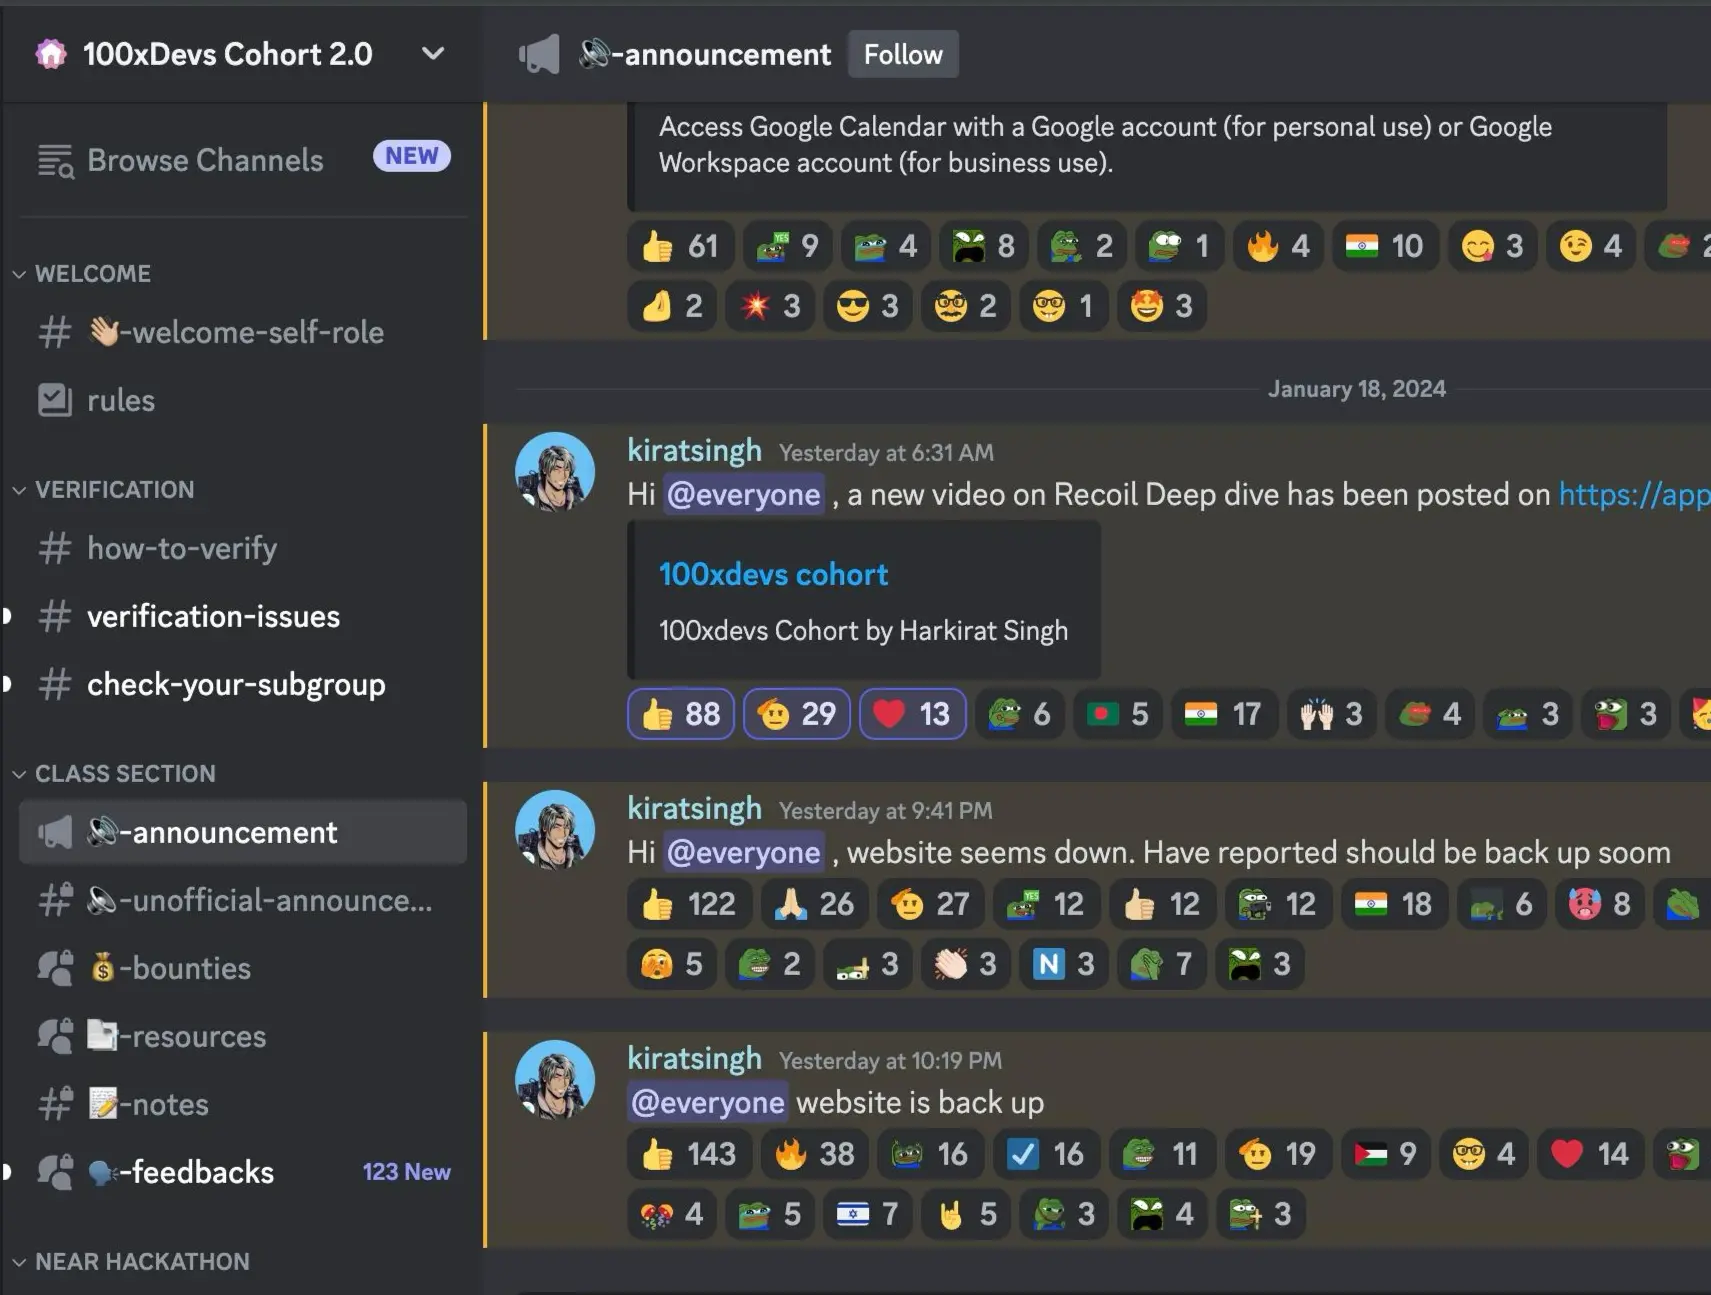 100xDevs Cohort 2.0
Browse Channels NEW
WELCOME
-welcome-self-role
rules
VERIFICATION
how-to-verify
verification-issues
check-your-subgroup
CLASS SECTION
-announcement
-unofficial-announce...
-bounties
-resources
-notes
-feedbacks 123 New
NEAR HACKATHON
-announcement Follow
Access Google Calendar with a Google account (for personal use) or Google
Workspace account (for business use).
61 9 4 8 2 1 4 10 3 4
2 3 3 2 1 3
January 18, 2024
kiratsingh Yesterday at 6:31 AM
Hi @everyone , a new video on Recoil Deep dive has been posted on https://app
100xdevs cohort
100xdevs Cohort by Harkirat Singh
88 29 13 6 5 17 3 4 3 3
kiratsingh Yesterday at 9:41 PM
Hi @everyone , website seems down. Have reported should be back up soom
122 26 27 12 12 12 18 6 8
5 2 3 3 N 3 7 3
kiratsingh Yesterday at 10:19 PM
@everyone website is back up
143 38 16 16 11 19 9 4 14
4 5 7 5 3 4 3